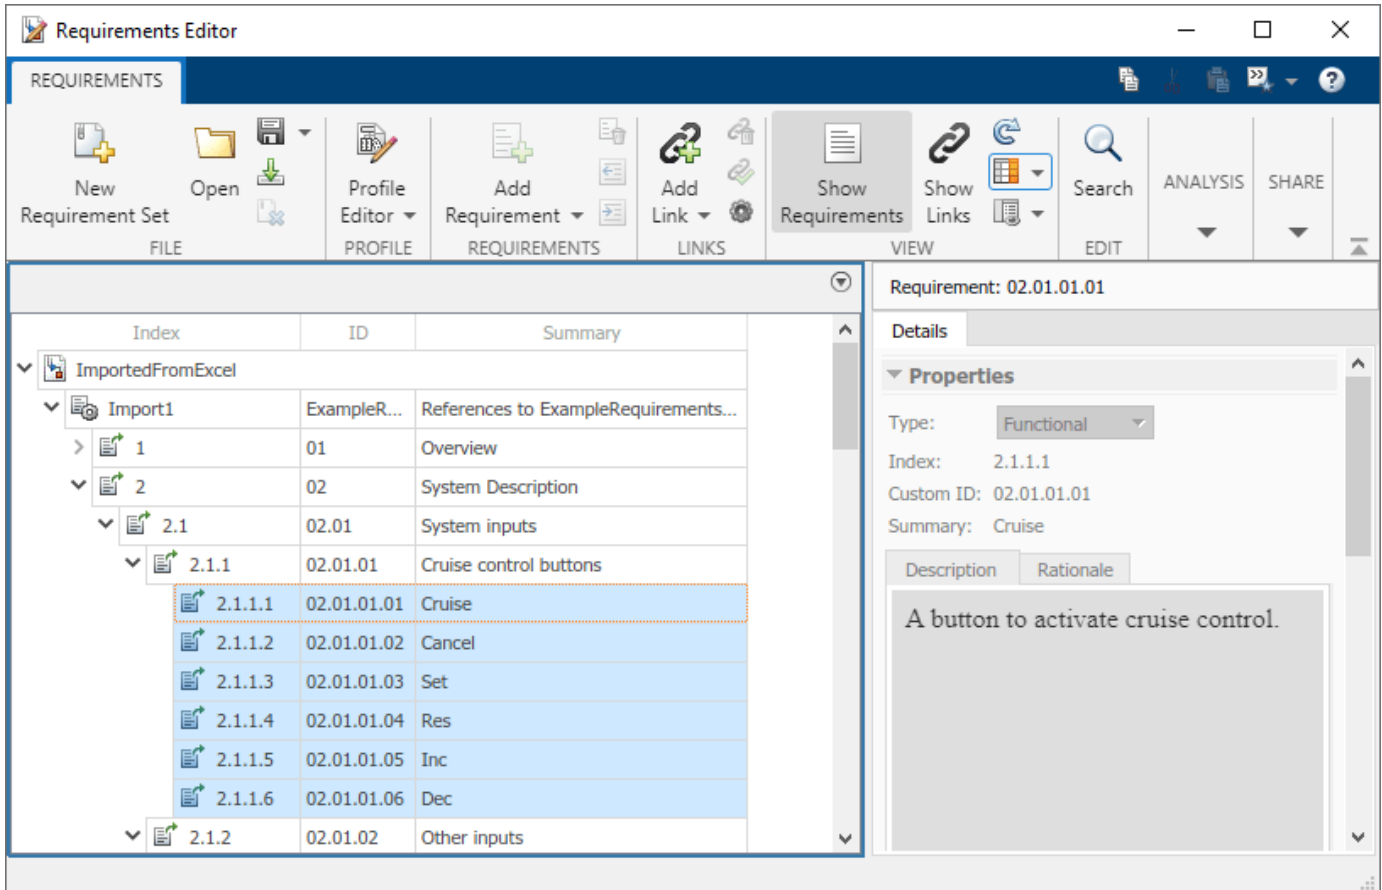 Requirements Editor
REQUIREMENTS
New
Requirement Set
Open
FILE
Profile
Editor
PROFILE
Add
Requirement
REQUIREMENTS
Add
Link
LINKS
Show
Requirements
Show
Links
VIEW
Search
EDIT
ANALYSIS
SHARE
Index ID Summary
ImportedFromExcel
Import1 ExampleR... References to ExampleRequirements...
1 01 Overview
2 02 System Description
2.1 02.01 System inputs
2.1.1 02.01.01 Cruise control buttons
2.1.1.1 02.01.01.01 Cruise
2.1.1.2 02.01.01.02 Cancel
2.1.1.3 02.01.01.03 Set
2.1.1.4 02.01.01.04 Res
2.1.1.5 02.01.01.05 Inc
2.1.1.6 02.01.01.06 Dec
2.1.2 02.01.02 Other inputs
Requirement: 02.01.01.01
Details
Properties
Type: Functional
Index: 2.1.1.1
Custom ID: 02.01.01.01
Summary: Cruise
Description Rationale
A button to activate cruise control.